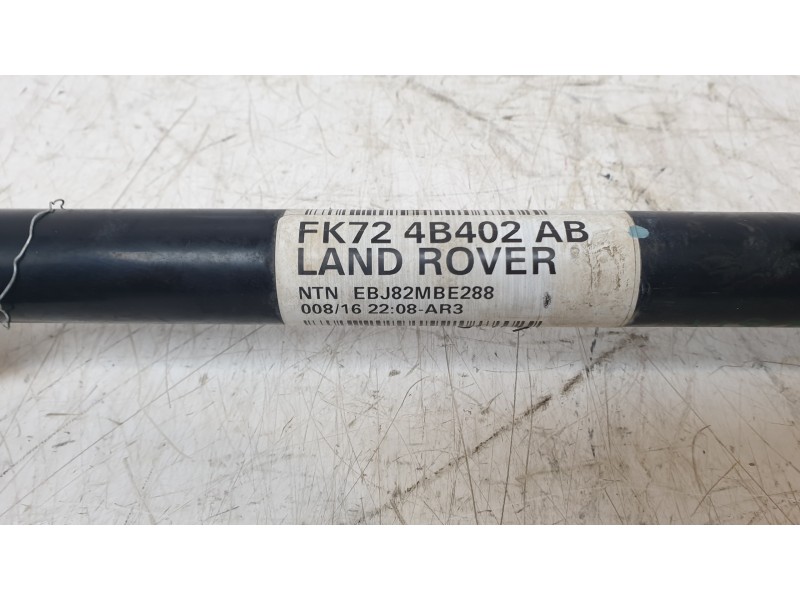 FK72 4B402 AB
LAND ROVER
NTN EBJ82MBE288
008/16 22:08-AR3